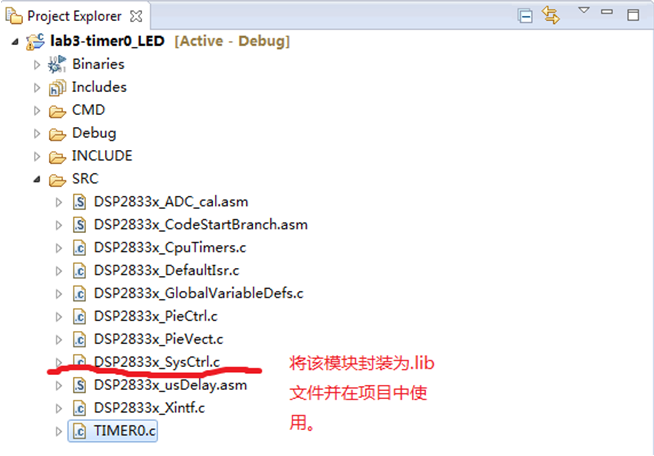 Project Explorer
lab3-timer0_LED [Active - Debug]
Binaries
Includes
CMD
Debug
INCLUDE
SRC
DSP2833x_ADC_cal.asm
DSP2833x_CodeStartBranch.asm
DSP2833x_CpuTimers.c
DSP2833x_DefaultIsr.c
DSP2833x_GlobalVariableDefs.c
DSP2833x_PieCtrl.c
DSP2833x_PieVect.c
DSP2833x_SysCtrl.c
DSP2833x_usDelay.asm
DSP2833x_Xintf.c
TIMER0.c
将该模块封装为.lib
文件并在项目中使
用。